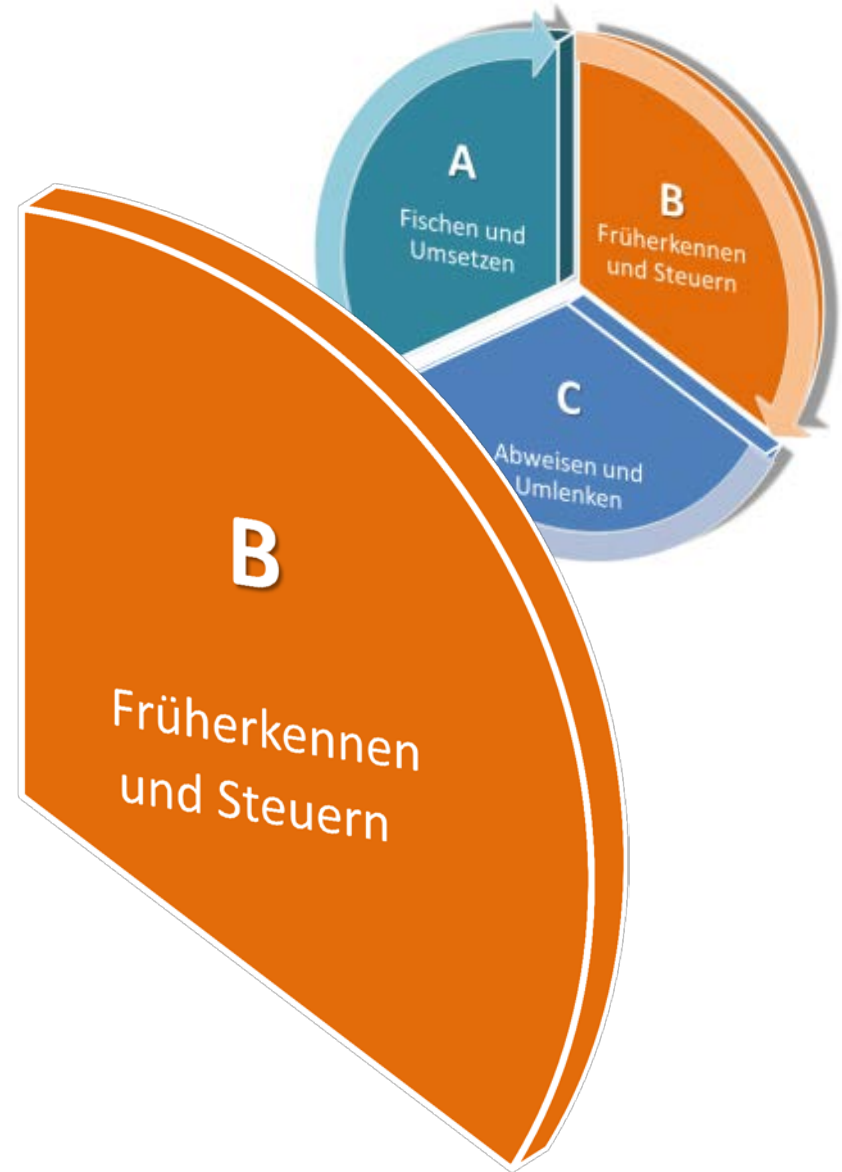 A
Fischen und
Umsetzen
B
Früherkennen
und Steuern
C
Abweisen und
Umlenken
B
Früherkennen
und Steuern